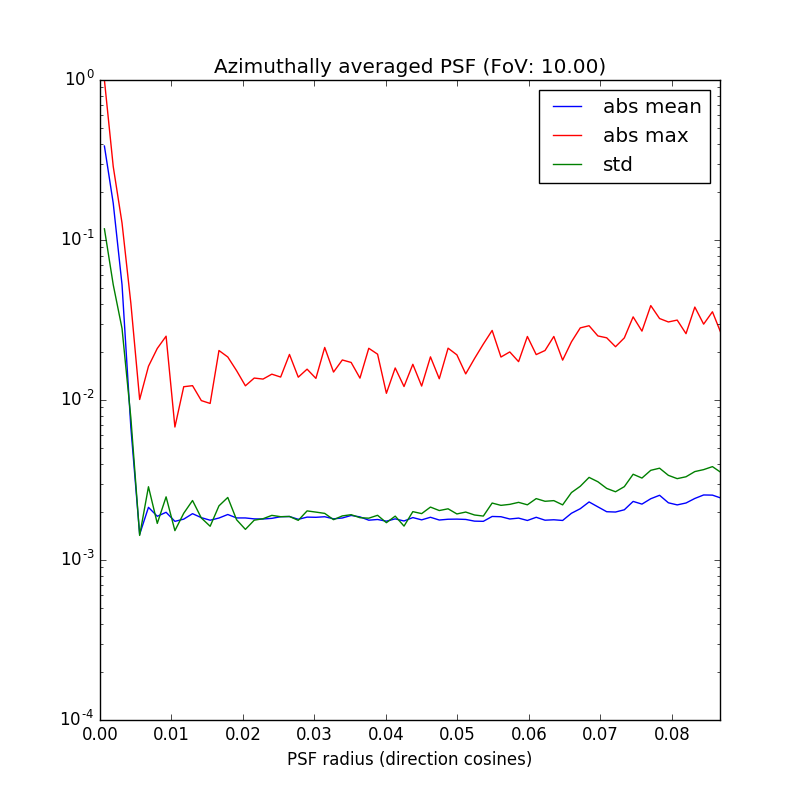 Azimuthally averaged PSF (FoV: 10.00)
10^0
abs mean
abs max
std
10^-1
10^-2
10^-3
10^-4
0.00 0.01 0.02 0.03 0.04 0.05 0.06 0.07 0.08
PSF radius (direction cosines)